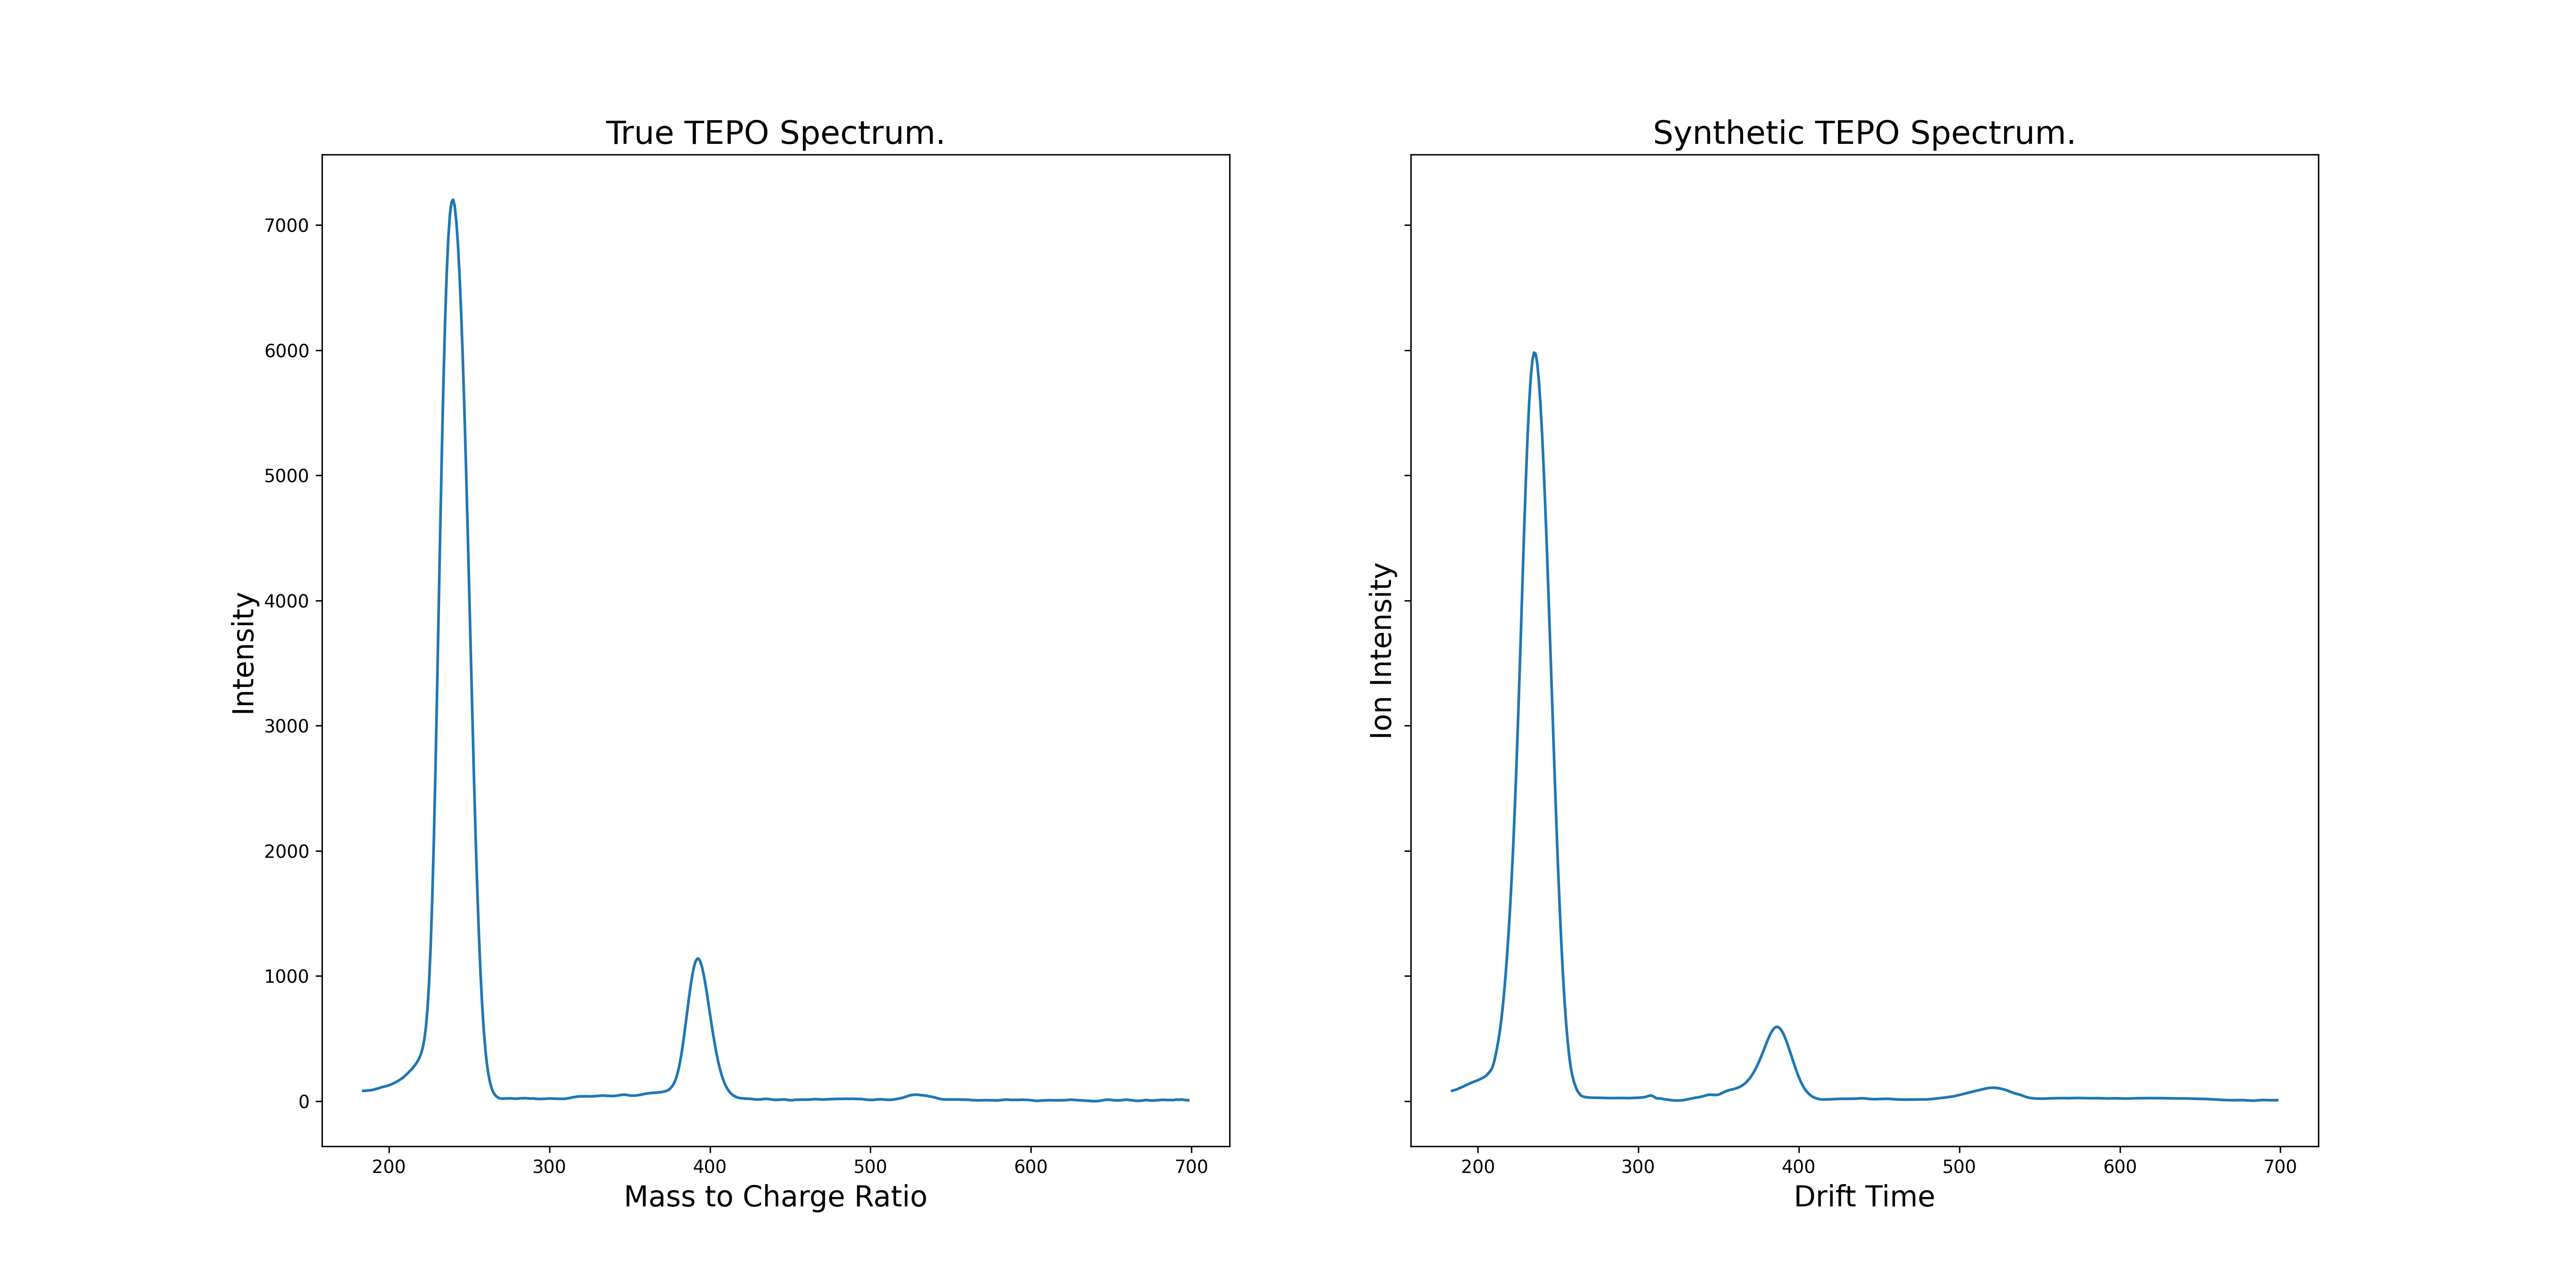 True TEPO Spectrum.
Intensity
7000
6000
5000
4000
3000
2000
1000
0
200 300 400 500 600 700
Mass to Charge Ratio
Synthetic TEPO Spectrum.
Ion Intensity
200 300 400 500 600 700
Drift Time